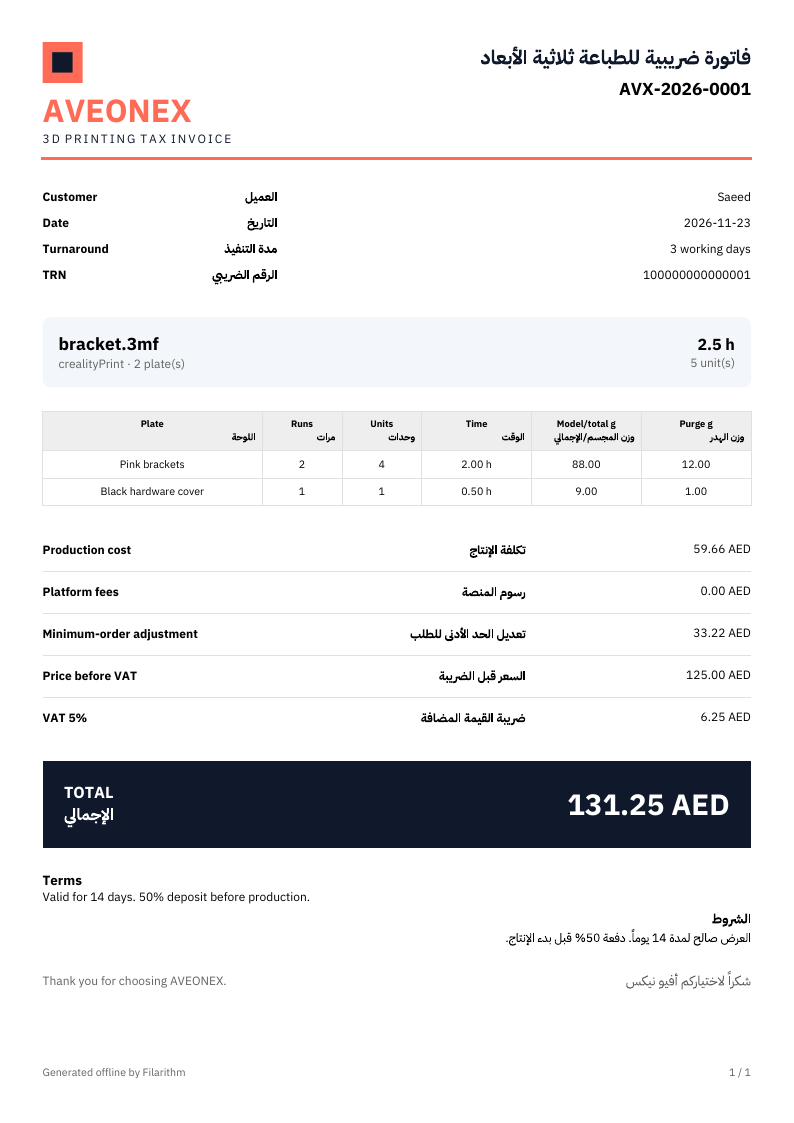 AVEONEX
3D PRINTING TAX INVOICE
فاتورة ضريبية للطباعة ثلاثية الأبعاد
AVX-2026-0001
Customer العميل Saeed
Date التاريخ 2026-11-23
Turnaround مدة التنفيذ 3 working days
TRN الرقم الضريبي 100000000000001
bracket.3mf 2.5 h
crealityPrint · 2 plate(s) 5 unit(s)
Plate Runs Units Time Model/total g Purge g
اللوحة مرات وحدات الوقت وزن المجسم/الإجمالي وزن الهدر
Pink brackets 2 4 2.00 h 88.00 12.00
Black hardware cover 1 1 0.50 h 9.00 1.00
Production cost تكلفة الإنتاج 59.66 AED
Platform fees رسوم المنصة 0.00 AED
Minimum-order adjustment تعديل الحد الأدنى للطلب 33.22 AED
Price before VAT السعر قبل الضريبة 125.00 AED
VAT 5% ضريبة القيمة المضافة 6.25 AED
TOTAL
الإجمالي
131.25 AED
Terms
Valid for 14 days. 50% deposit before production.
الشروط
العرض صالح لمدة 14 يوماً. دفعة 50% قبل بدء الإنتاج.
Thank you for choosing AVEONEX. شكراً لاختياركم أفيو نيكس
Generated offline by Filarithm 1 / 1